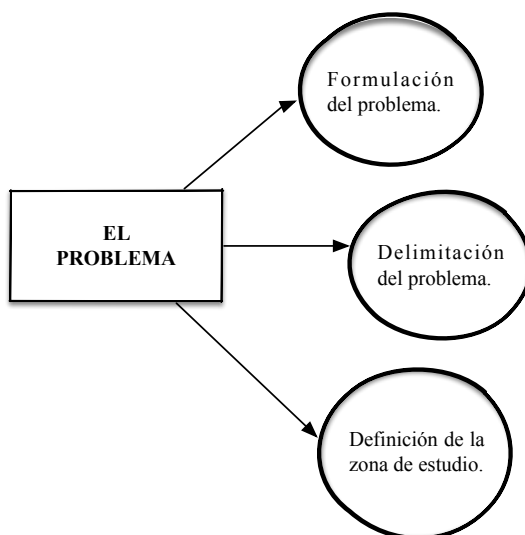 Formulación
del problema.
EL
PROBLEMA
Delimitación
del problema.
Definición de la
zona de estudio.